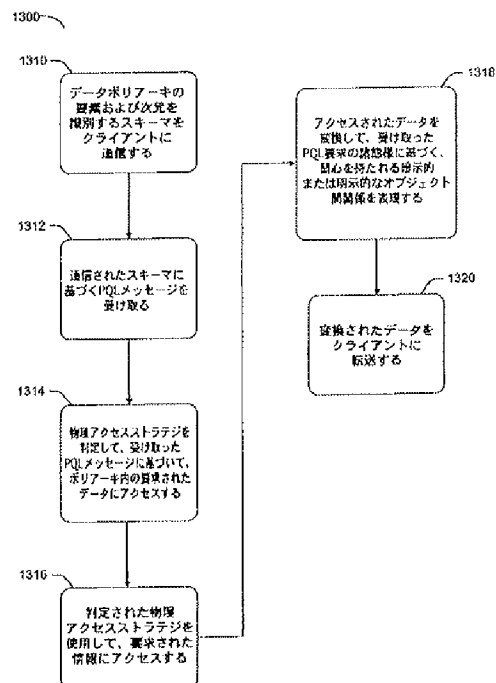 1300
1310
データポリアーキの
要素および次元を
識別するスキーマを
クライアントに
通信する
1312
通信されたスキーマに
基づくPQLメッセージを
受け取る
1314
物理アクセスストラテジを
判定して、受け取った
PQLメッセージに基づいて、
ポリアーキ内の要求された
データにアクセスする
1316
判定された物理
アクセスストラテジを
使用して、要求された
情報にアクセスする
1318
アクセスされたデータを
変換して、受け取った
PQL要求の諸態様に基づく、
関心を持たれる暗示的
または明示的なオブジェクト
間関係を表現する
1320
変換されたデータを
クライアントに
転送する